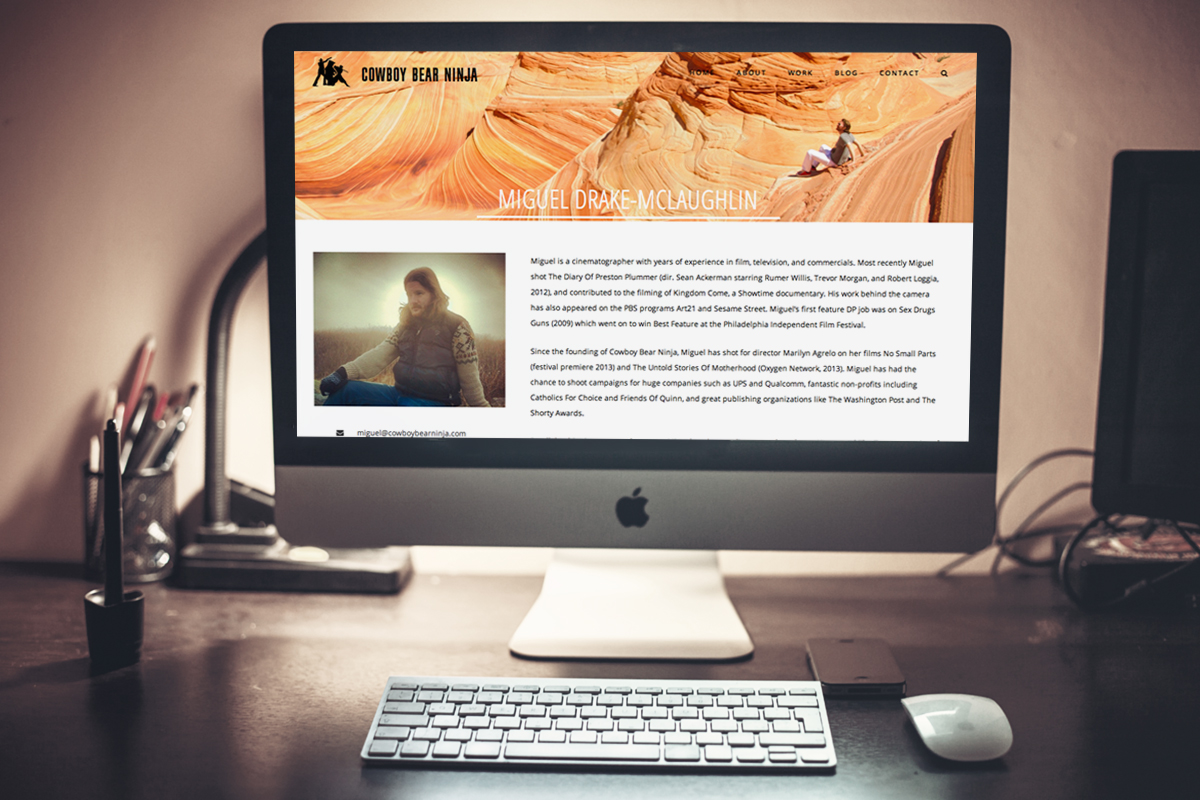 COWBOY BEAR NINJA
HOME ABOUT WORK BLOG CONTACT
MIGUEL DRAKE-MCLAUGHLIN
Miguel is a cinematographer with years of experience in film, television, and commercials. Most recently Miguel
shot The Diary Of Preston Plummer (dir. Sean Ackerman starring Rumer Willis, Trevor Morgan, and Robert Loggia,
2012), and contributed to the filming of Kingdom Come, a Showtime documentary. His work behind the camera
has also appeared on the PBS programs Art21 and Sesame Street. Miguel's first feature DP job was on Sex Drugs
Guns (2009) which went on to win Best Feature at the Philadelphia Independent Film Festival.
Since the founding of Cowboy Bear Ninja, Miguel has shot for director Marilyn Agrelo on her films No Small Parts
(festival premiere 2013) and The Untold Stories Of Motherhood (Oxygen Network, 2013). Miguel has had the
chance to shoot campaigns for huge companies such as UPS and Qualcomm, fantastic non-profits including
Catholics For Choice and Friends Of Quinn, and great publishing organizations like The Washington Post and The
Shorty Awards.
miguel@cowboybearninja.com